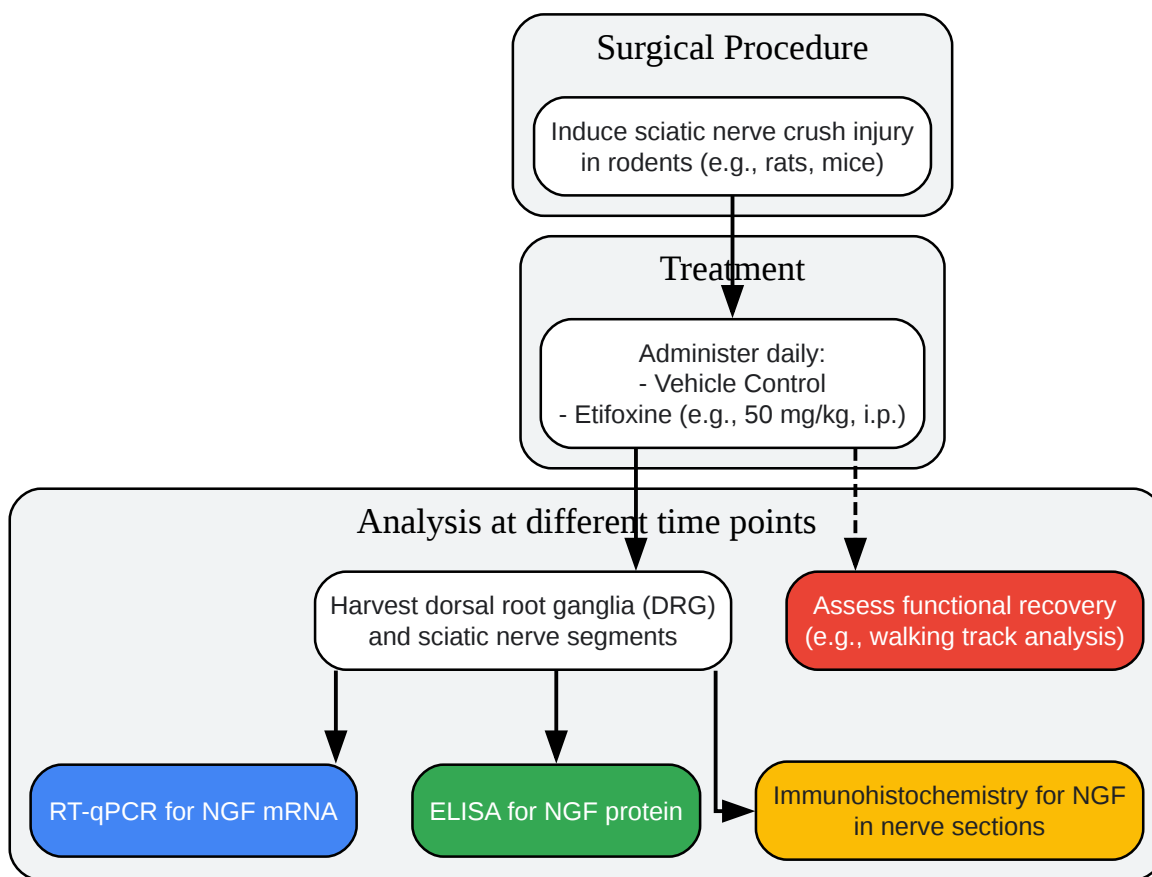 Surgical Procedure
Induce sciatic nerve crush injury
in rodents (e.g., rats, mice)
Treatment
Administer daily:
- Vehicle Control
- Etifoxine (e.g., 50 mg/kg, i.p.)
Analysis at different time points
Harvest dorsal root ganglia (DRG)
and sciatic nerve segments
Assess functional recovery
(e.g., walking track analysis)
RT-qPCR for NGF mRNA
ELISA for NGF protein
Immunohistochemistry for NGF
in nerve sections